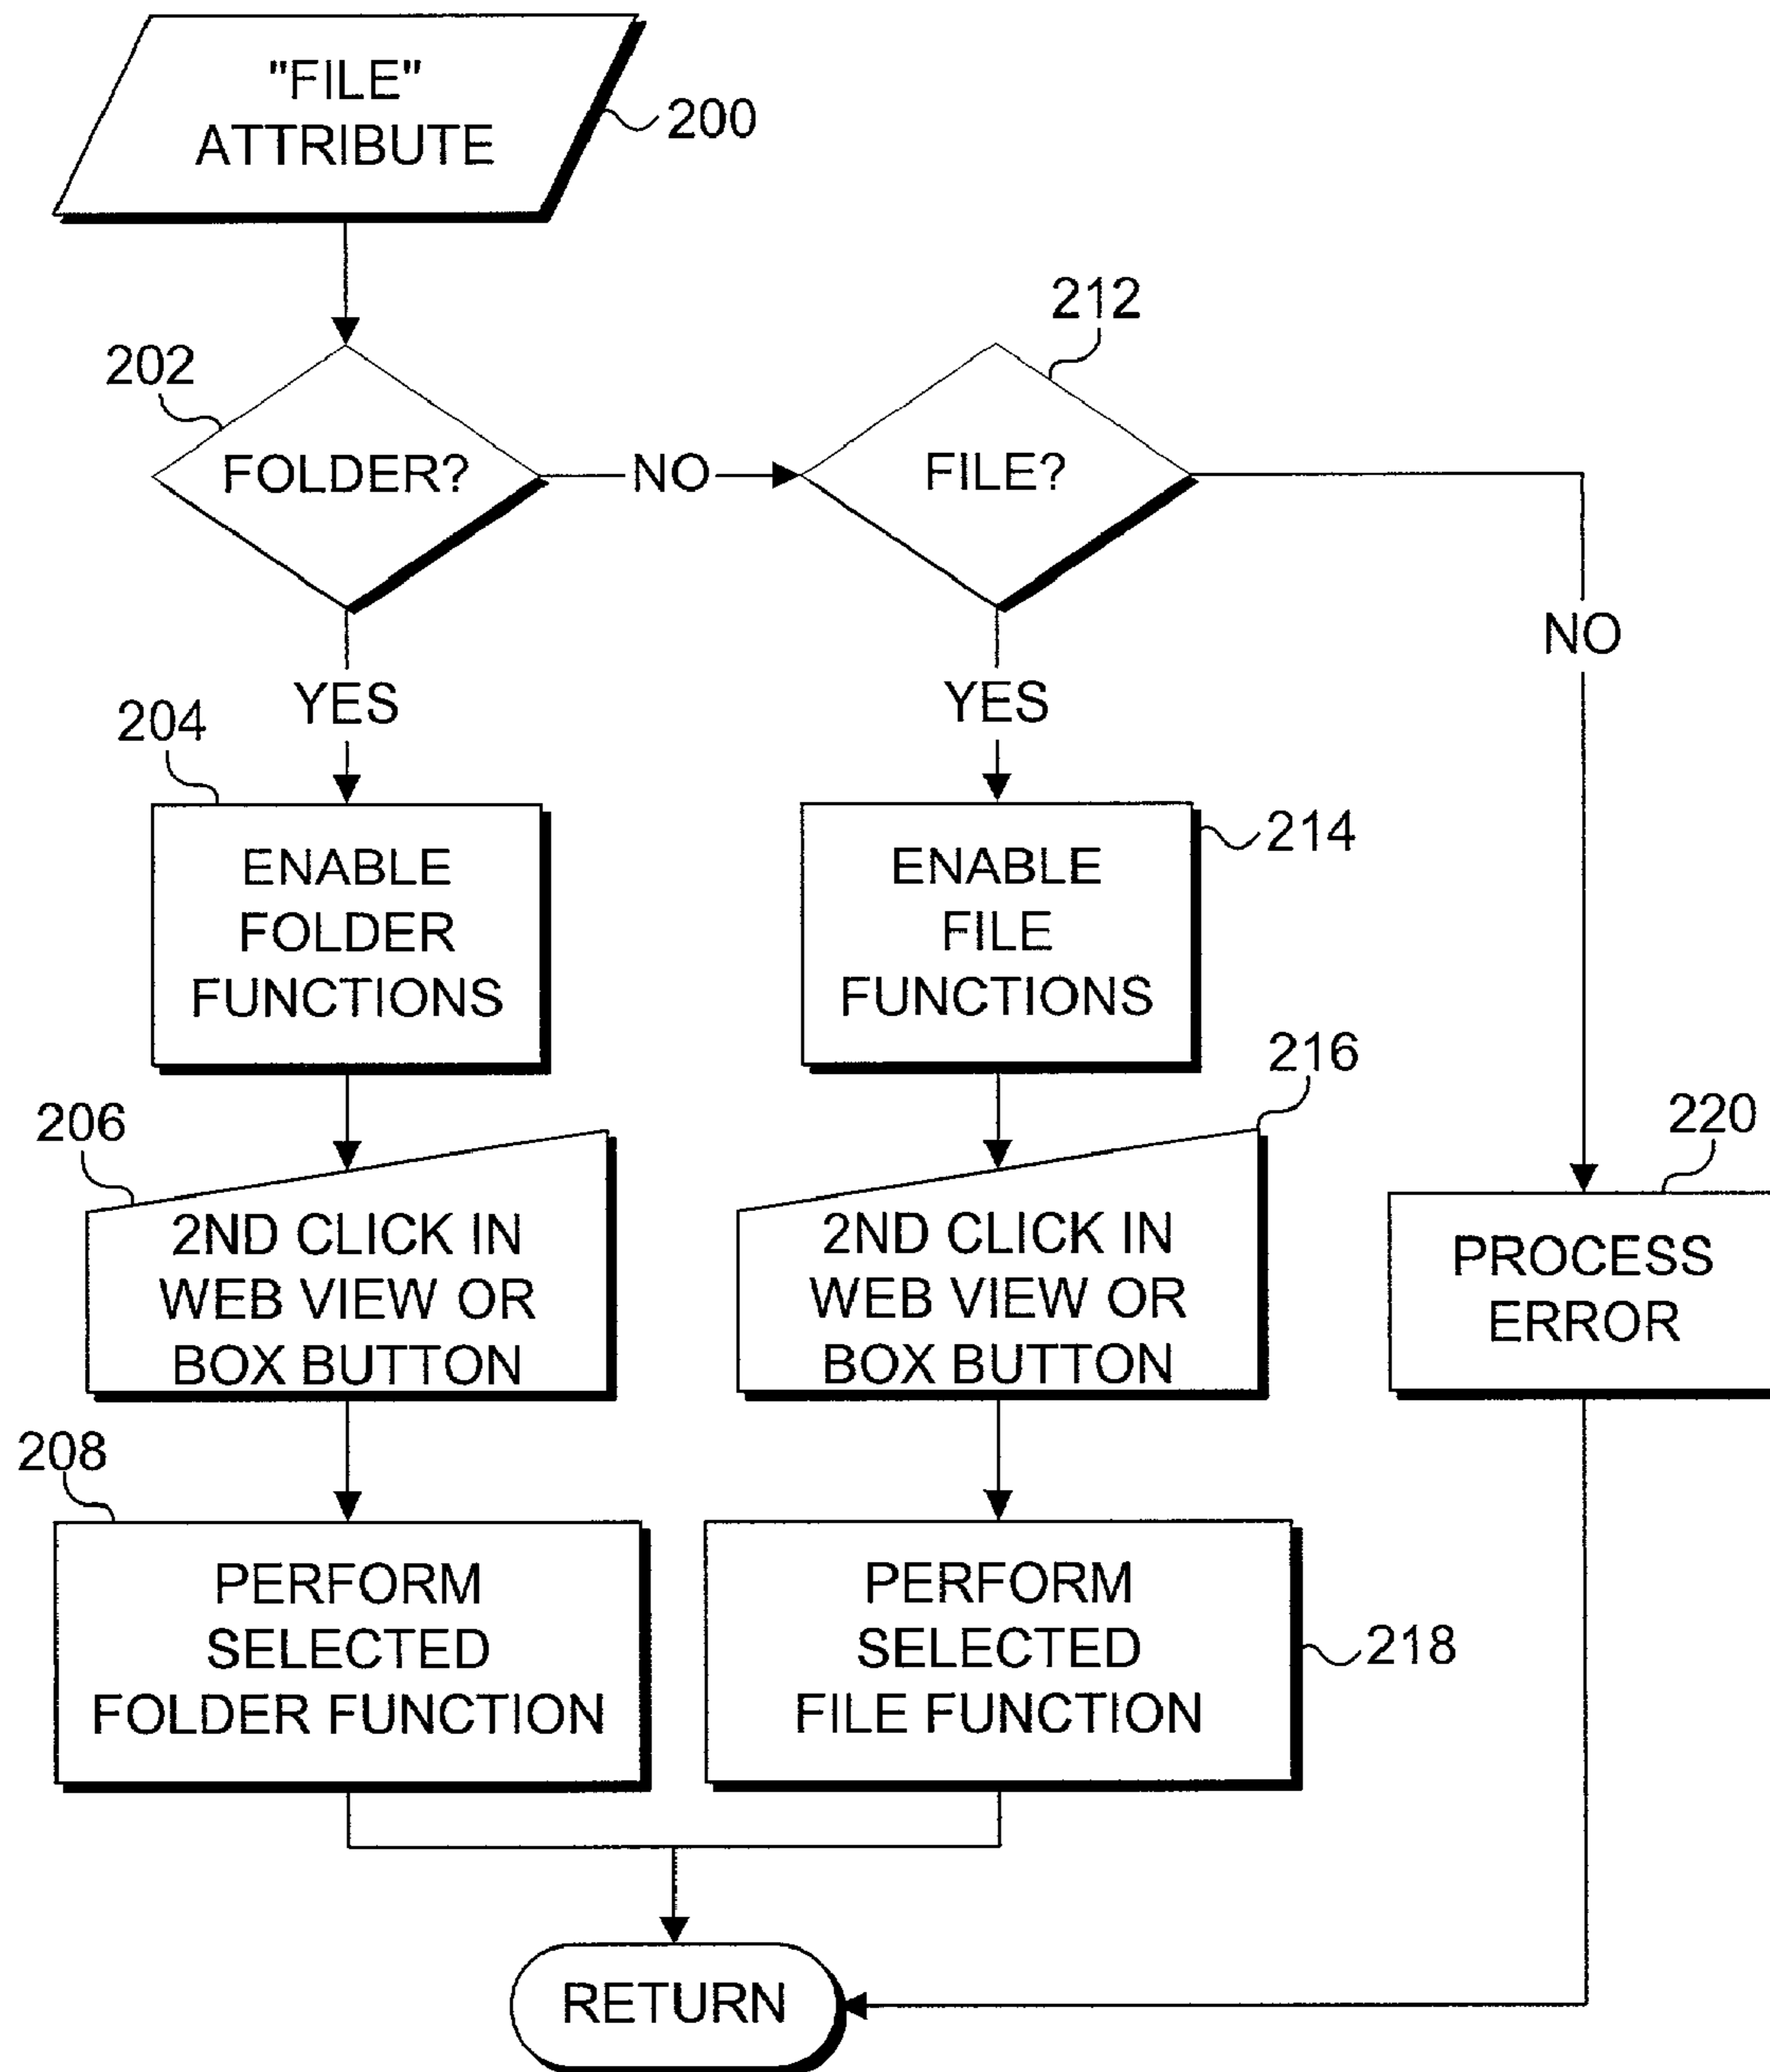 "FILE"
ATTRIBUTE
200
212
202
FOLDER?
NO
FILE?
NO
YES
YES
204
ENABLE
FOLDER
FUNCTIONS
214
ENABLE
FILE
FUNCTIONS
206
2ND CLICK IN
WEB VIEW OR
BOX BUTTON
216
2ND CLICK IN
WEB VIEW OR
BOX BUTTON
220
PROCESS
ERROR
208
PERFORM
SELECTED
FOLDER FUNCTION
PERFORM
SELECTED
FILE FUNCTION
218
RETURN